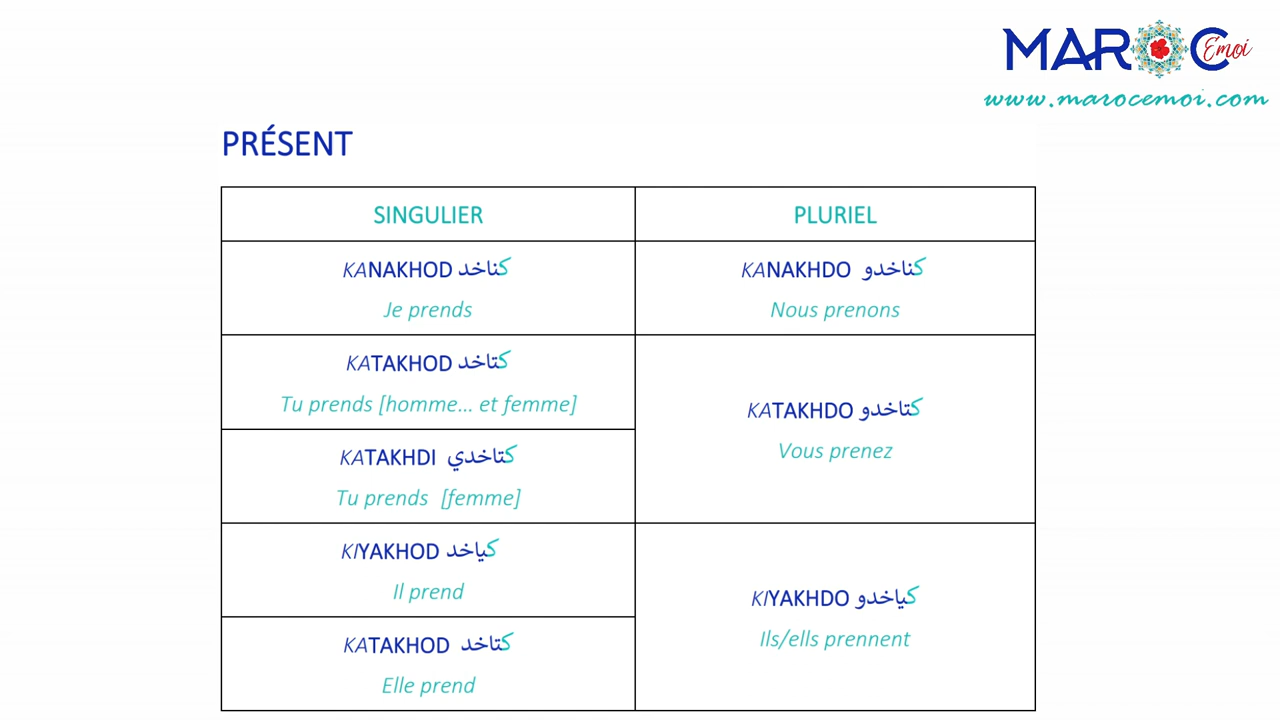 MAROC Emoi
www.marocemoi.com
PRÉSENT
SINGULIER
PLURIEL
KANAKHOD كناخد
Je prends
KANAKHDO كناخدو
Nous prenons
KATAKHOD كتاخد
Tu prends [homme... et femme]
KATAKHDI كتاخدي
Tu prends [femme]
KATAKHDO كتاخدو
Vous prenez
KIYAKHOD كياخد
Il prend
KATAKHOD كتاخد
Elle prend
KIYAKHDO كياخدو
Ils/ells prennent